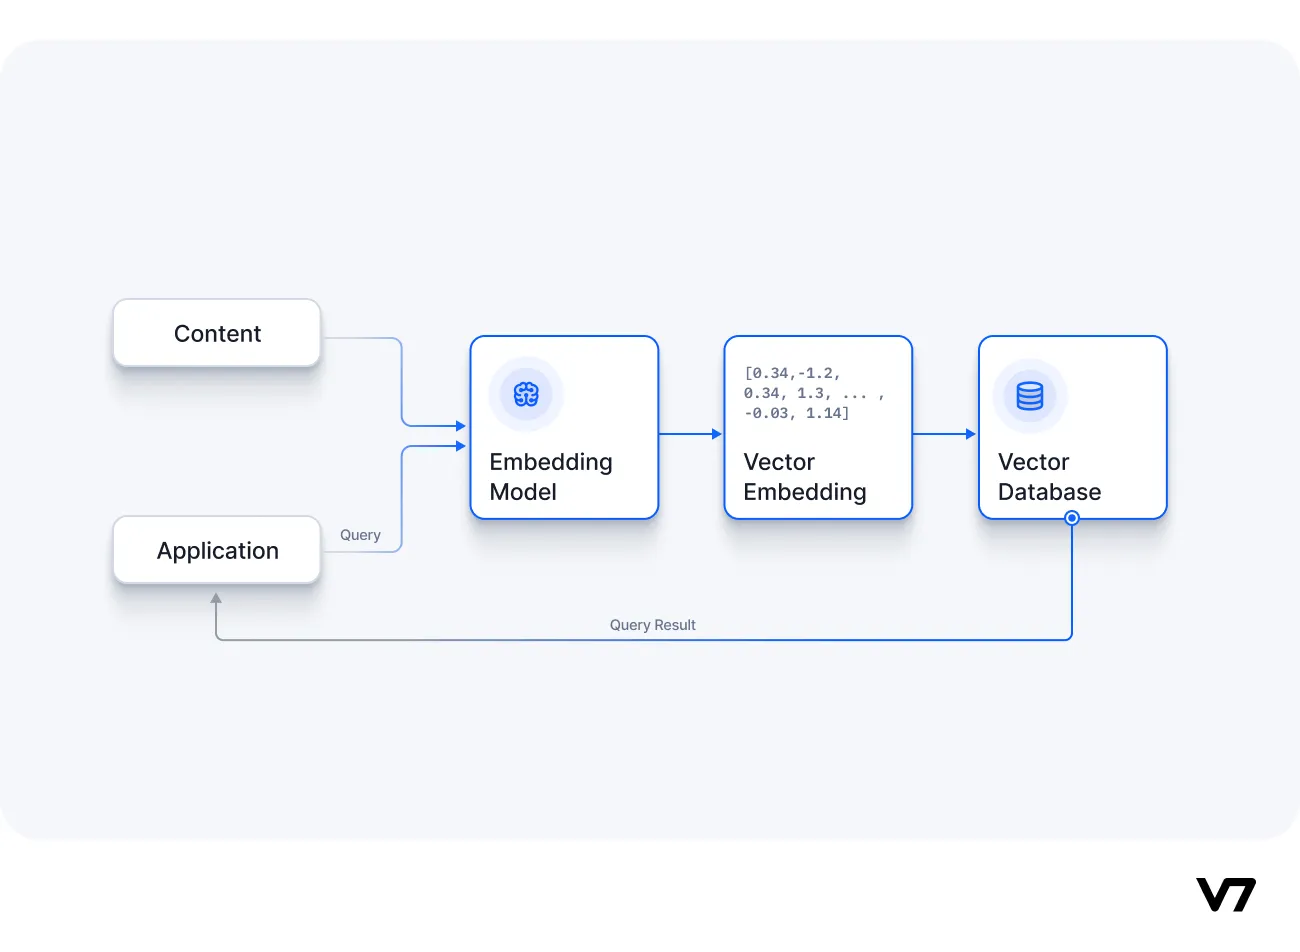 Content
Application
Query
Embedding
Model
[0.34,-1.2,
0.34, 1.3, ... ,
-0.03, 1.14]
Vector
Embedding
Vector
Database
Query Result
V7